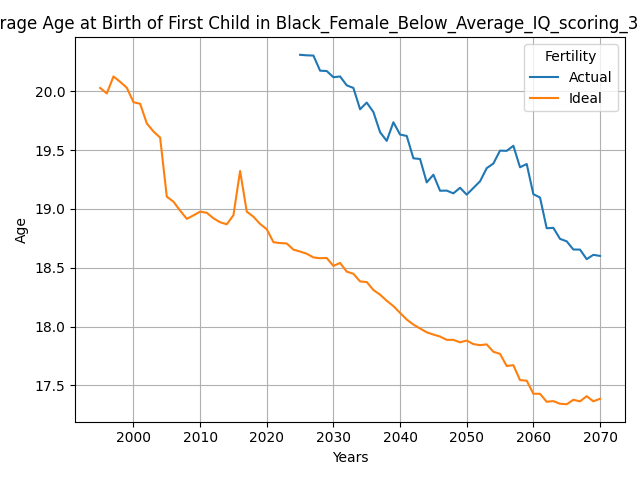 rage Age at Birth of First Child in Black_Female_Below_Average_IQ_scoring_3
Fertility
Actual
Ideal
Age
20.0
19.5
19.0
18.5
18.0
17.5
2000 2010 2020 2030 2040 2050 2060 2070
Years